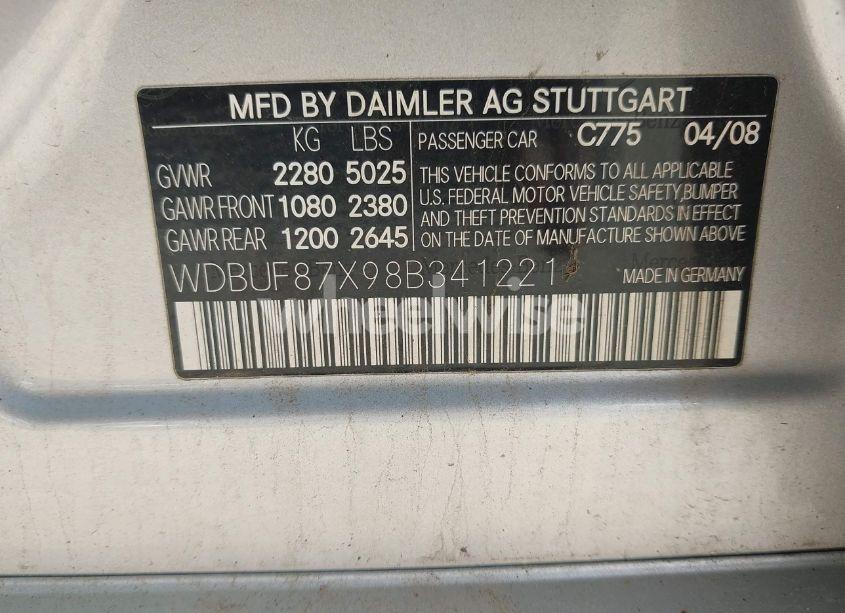 MFD BY DAIMLER AG STUTTGART
KG LBS PASSENGER CAR C775 04/08
GVWR 2280 5025
GAWR FRONT 1080 2380
GAWR REAR 1200 2645
THIS VEHICLE CONFORMS TO ALL APPLICABLE
U.S. FEDERAL MOTOR VEHICLE SAFETY,BUMPER
AND THEFT PREVENTION STANDARDS IN EFFECT
ON THE DATE OF MANUFACTURE SHOWN ABOVE
WDBUF87X98B341221 MADE IN GERMANY
wheelwise